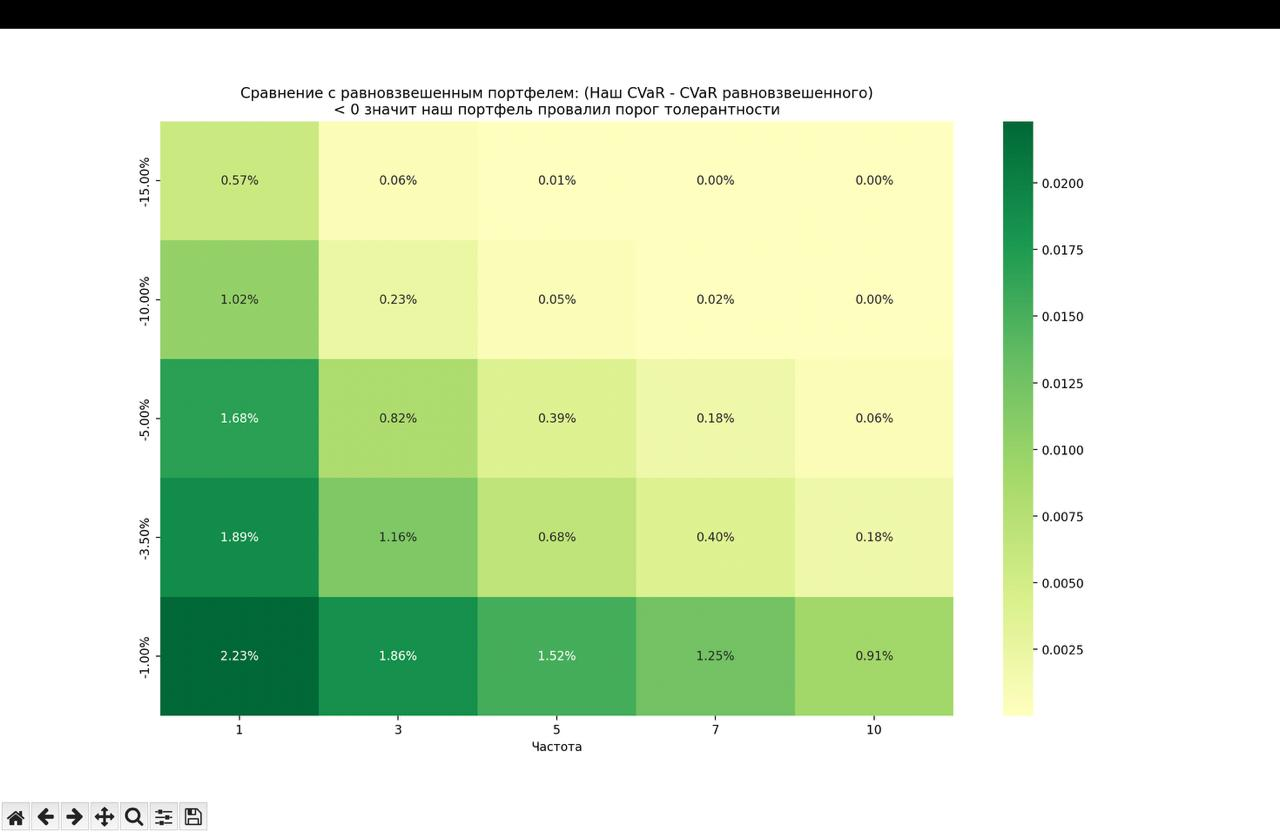 Сравнение с равновзвешенным портфелем: (Наш CVaR - CVaR равновзвешенного)
< 0 значит наш портфель провалил порог толерантности
-15.00% 0.57% 0.06% 0.01% 0.00% 0.00%
-10.00% 1.02% 0.23% 0.05% 0.02% 0.00%
-5.00% 1.68% 0.82% 0.39% 0.18% 0.06%
-3.50% 1.89% 1.16% 0.68% 0.40% 0.18%
-1.00% 2.23% 1.86% 1.52% 1.25% 0.91%
1 3 5 7 10
Частота
0.0200
0.0175
0.0150
0.0125
0.0100
0.0075
0.0050
0.0025